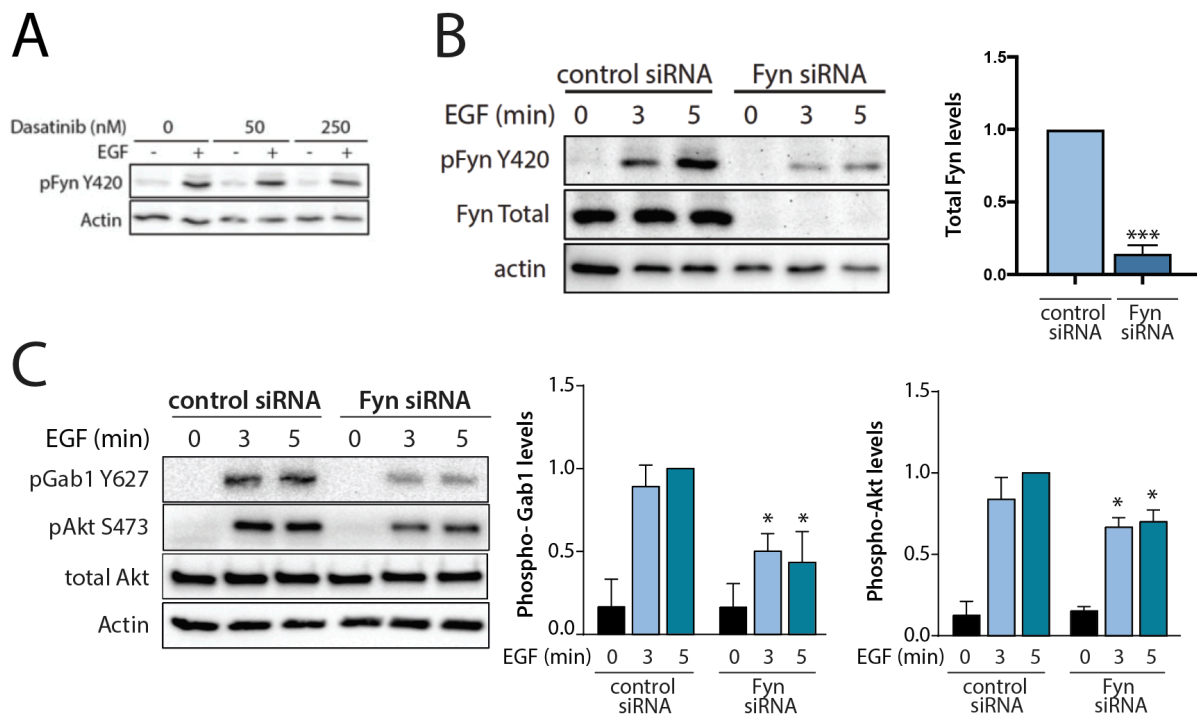 A
Dasatinib (nM) 0 50 250
EGF - + - + - +
pFyn Y420
Actin
B
control siRNA Fyn siRNA
EGF (min) 0 3 5 0 3 5
pFyn Y420
Fyn Total
actin
Total Fyn levels
1.5
1.0
0.5
0.0
***
control siRNA
Fyn siRNA
C
control siRNA Fyn siRNA
EGF (min) 0 3 5 0 3 5
pGab1 Y627
pAkt S473
total Akt
Actin
Phospho- Gab1 levels
1.5
1.0
0.5
0.0
* *
EGF (min) 0 3 5 0 3 5
control siRNA
Fyn siRNA
Phospho-Akt levels
1.5
1.0
0.5
0.0
* *
EGF (min) 0 3 5 0 3 5
control siRNA
Fyn siRNA